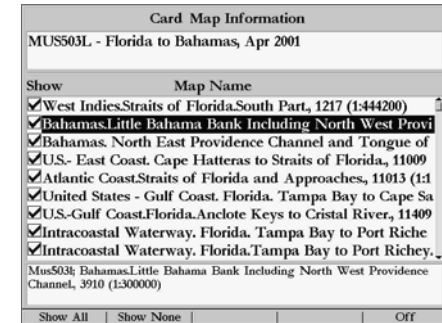 Card Map Information
MUS503L - Florida to Bahamas, Apr 2001
Show Map Name
West Indies.Straits of Florida.South Part., 1217 (1:444200)
Bahamas.Little Bahama Bank Including North West Provi
Bahamas. North East Providence Channel and Tongue of
U.S.- East Coast. Cape Hatteras to Straits of Florida., 11009
Atlantic Coast.Straits of Florida and Approaches., 11013 (1:1
United States - Gulf Coast. Florida. Tampa Bay to Cape Sa
U.S.-Gulf Coast.Florida.Anclote Keys to Cristal River., 11409
Intracoastal Waterway. Florida. Tampa Bay to Port Riche
Intracoastal Waterway. Florida.Tampa Bay to Port Richey.
Mus503l; Bahamas.Little Bahama Bank Including North West Providence
Channel., 3910 (1:300000)
Show All Show None Off